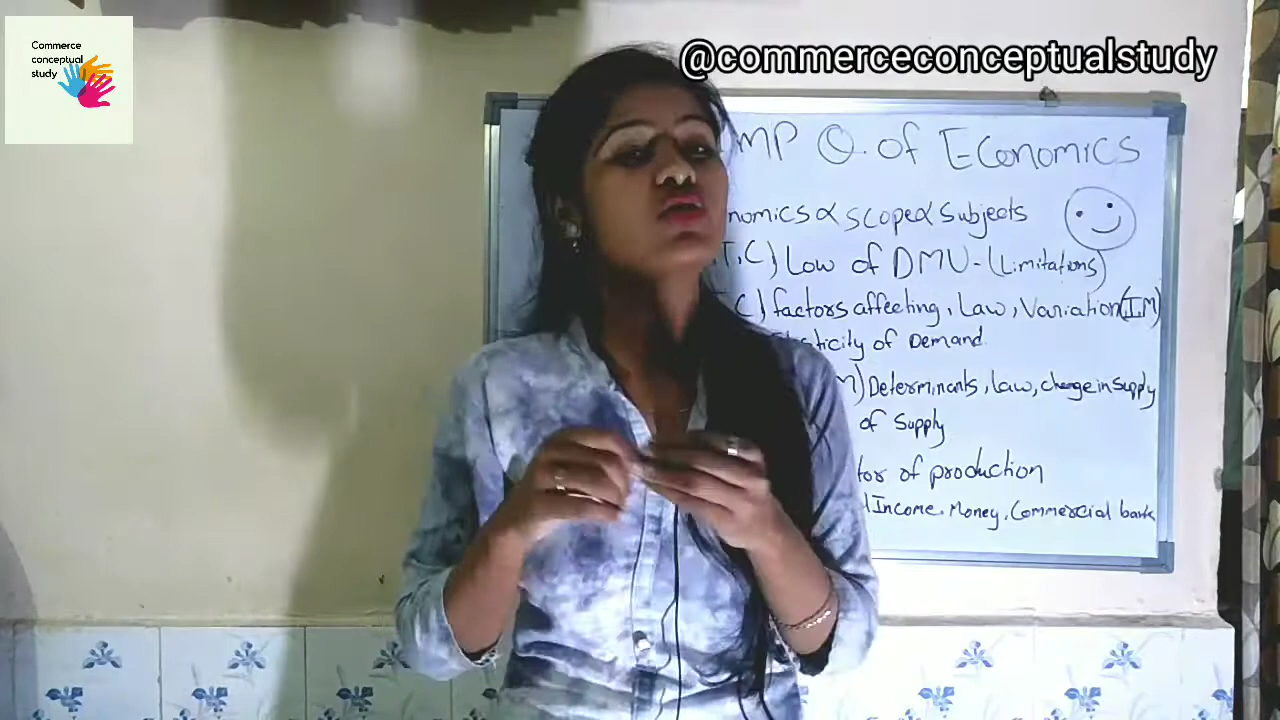 Commerce
conceptual
study
@commerceconceptualstudy
MP Q. of Economics
nomics & scope & Subjects
T, C) Low of DMU - (Limitations)
C) factors affecting, Law, Variation (I.M)
sticity of Demand
M) Determinants, law, change in supply
of Supply
tor of production
Income. Money, Commercial bank